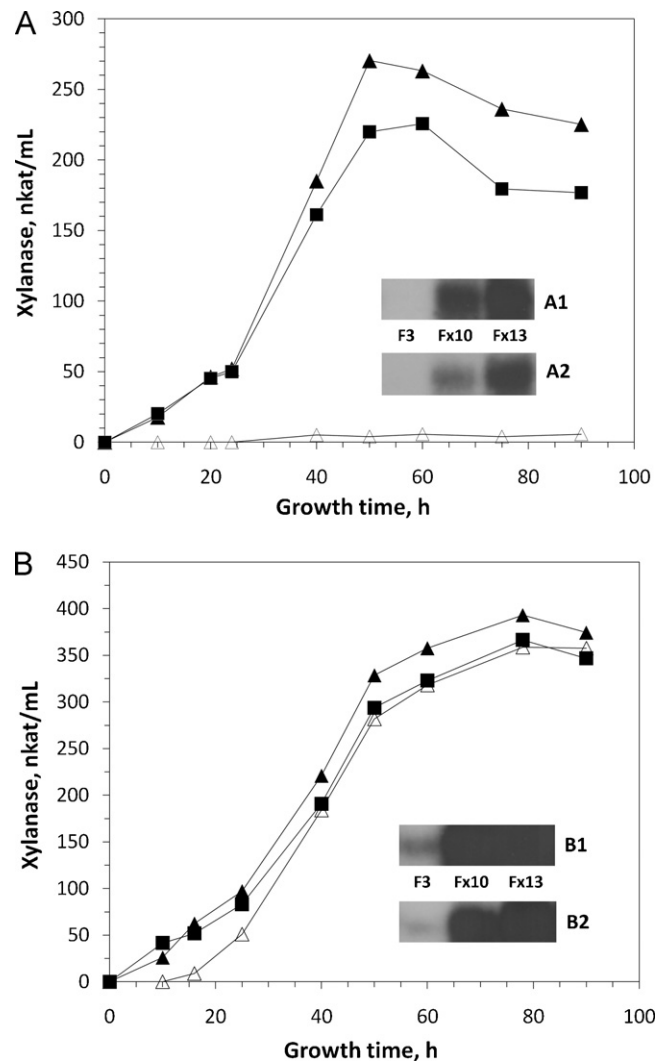 A
300
250
200
150
100
50
0
Xylanase, nkat/mL
A1
F3 Fx10 Fx13
A2
0 20 40 60 80 100
Growth time, h
B
450
400
350
300
250
200
150
100
50
0
Xylanase, nkat/mL
B1
F3 Fx10 Fx13
B2
0 20 40 60 80 100
Growth time, h